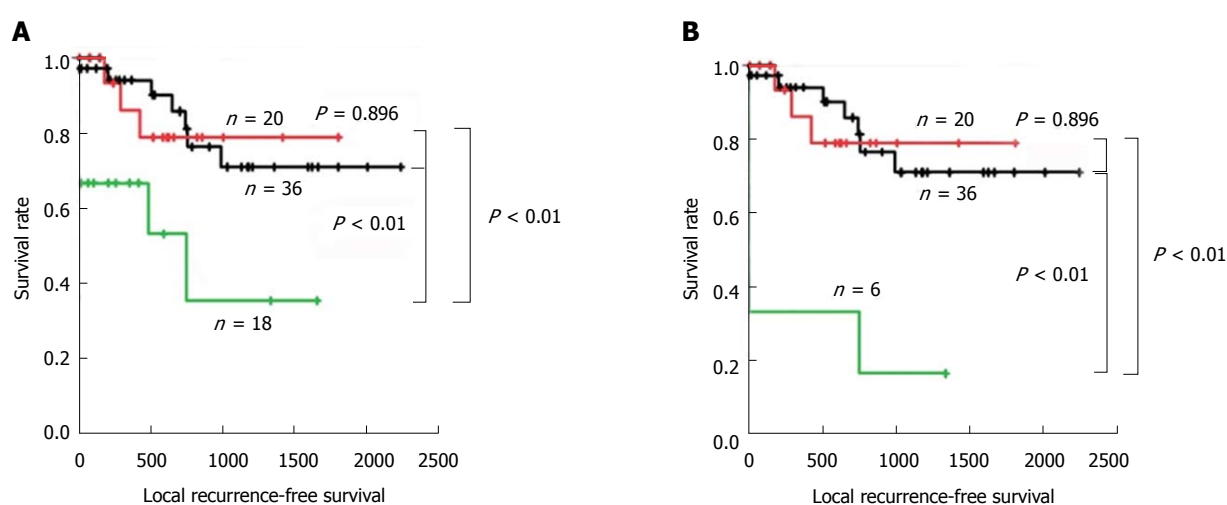 A
1.0
0.8
0.6
0.4
0.2
0.0
Survival rate
n = 20
P = 0.896
n = 36
P < 0.01
P < 0.01
n = 18
0 500 1000 1500 2000 2500
Local recurrence-free survival
B
1.0
0.8
0.6
0.4
0.2
0.0
Survival rate
n = 20
P = 0.896
n = 36
P < 0.01
P < 0.01
n = 6
0 500 1000 1500 2000 2500
Local recurrence-free survival